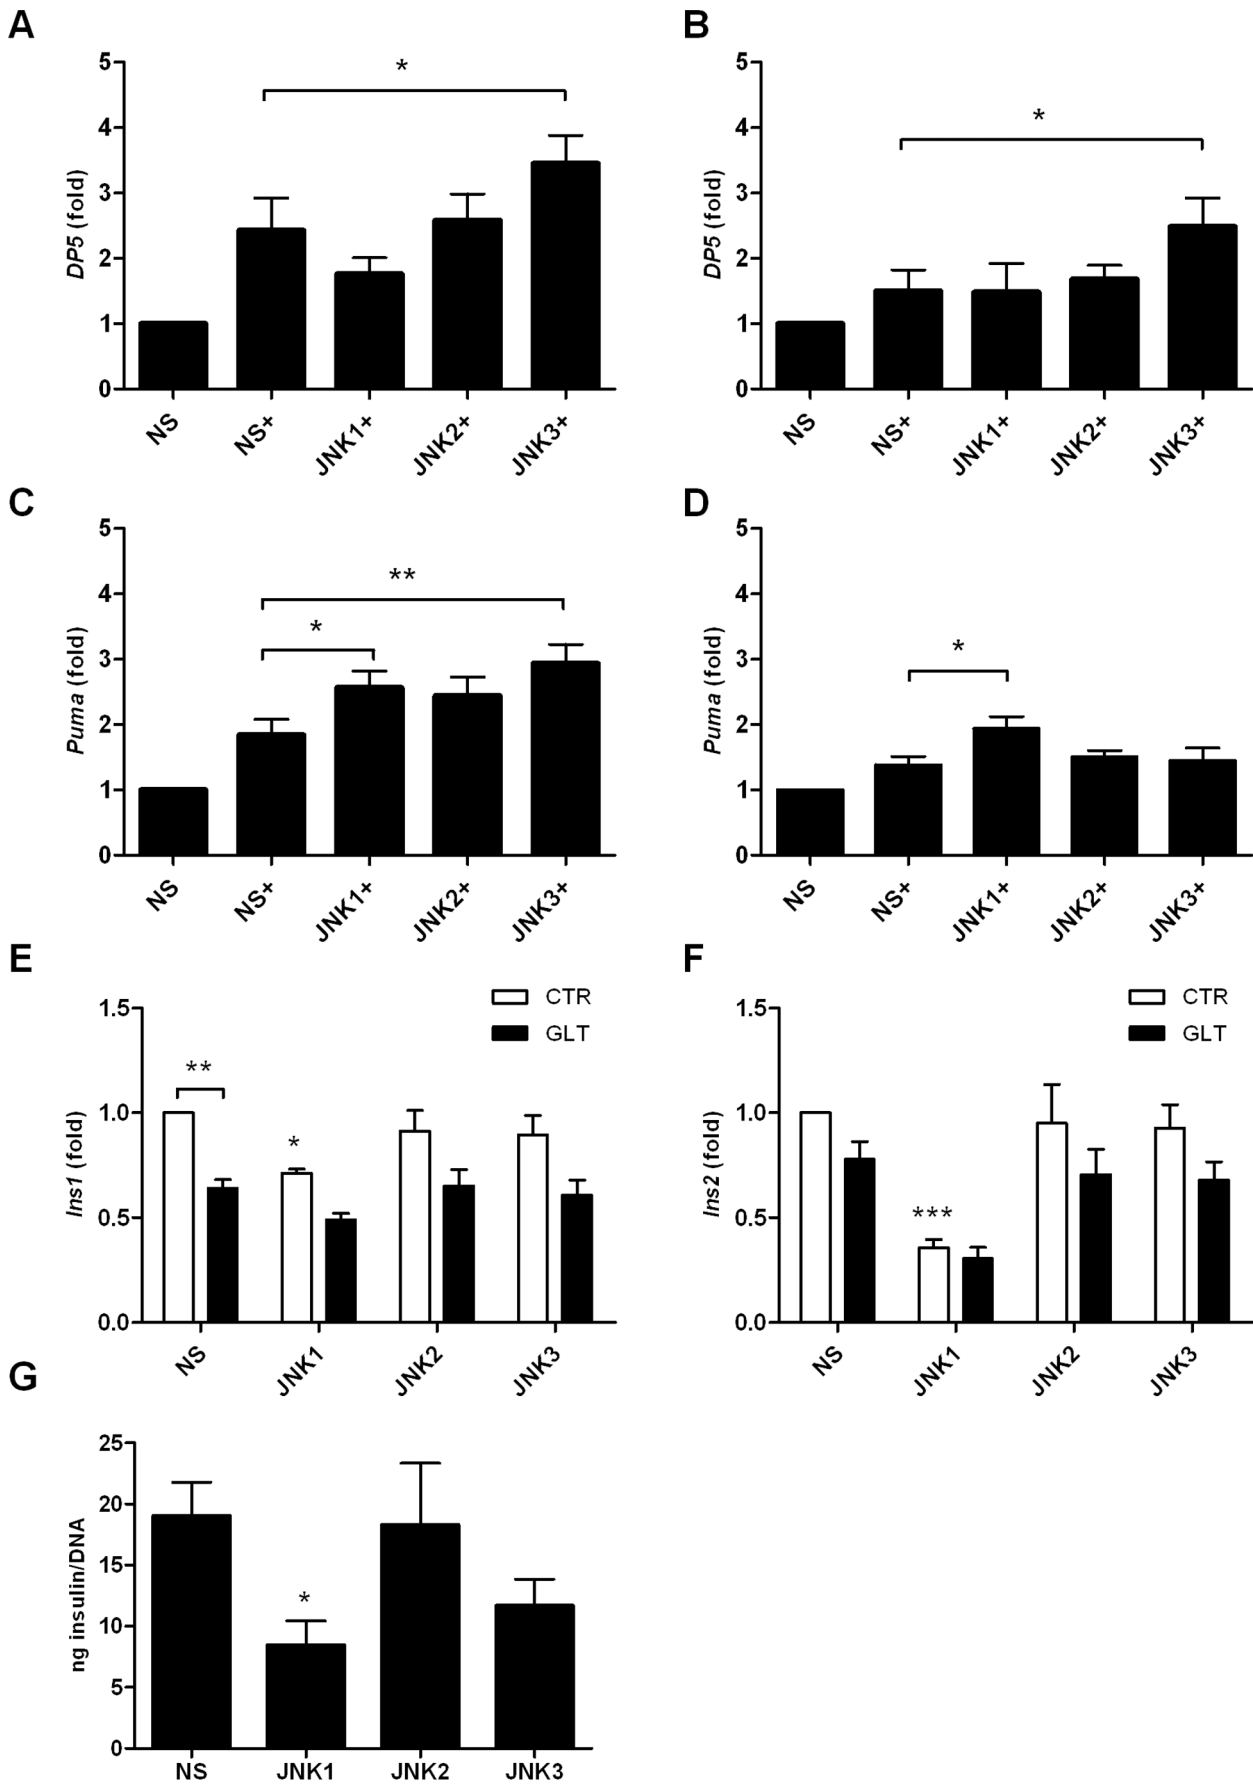 A
5
4
3
2
1
0
DP5 (fold)
*
NS
NS+
JNK1+
JNK2+
JNK3+
B
5
4
3
2
1
0
DP5 (fold)
*
NS
NS+
JNK1+
JNK2+
JNK3+
C
5
4
3
2
1
0
Puma (fold)
**
*
NS
NS+
JNK1+
JNK2+
JNK3+
D
5
4
3
2
1
0
Puma (fold)
*
NS
NS+
JNK1+
JNK2+
JNK3+
E
CTR
GLT
1.5
1.0
0.5
0.0
Ins1 (fold)
**
*
NS
JNK1
JNK2
JNK3
F
CTR
GLT
1.5
1.0
0.5
0.0
Ins2 (fold)
***
NS
JNK1
JNK2
JNK3
G
25
20
15
10
5
0
ng insulin/DNA
*
NS
JNK1
JNK2
JNK3